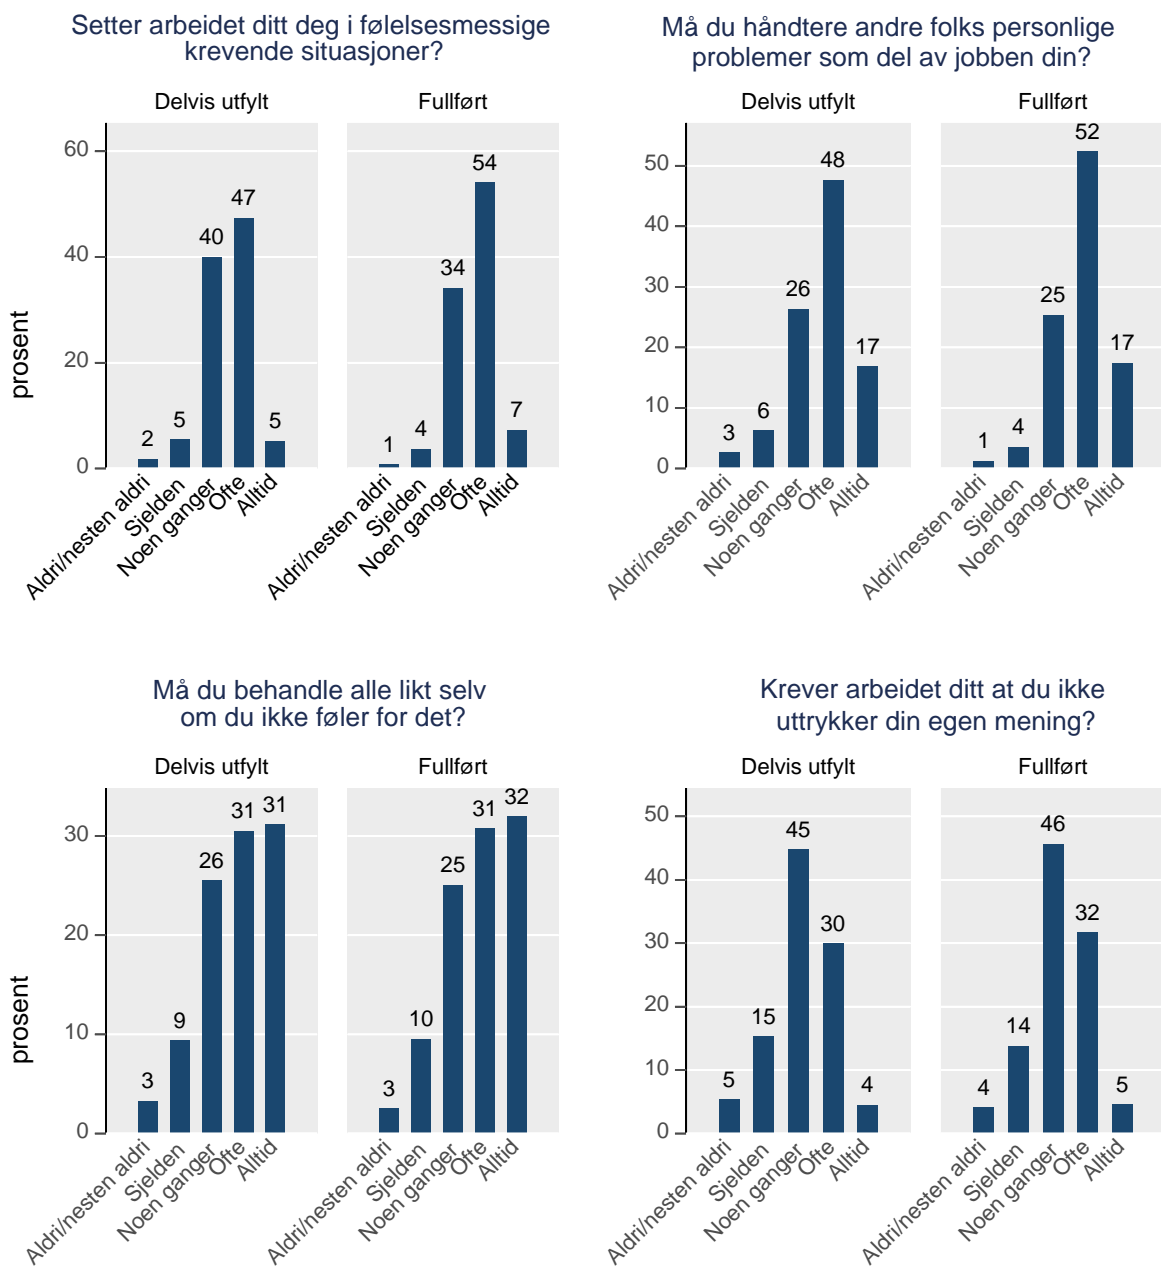 Setter arbeidet ditt deg i følelsesmessige
krevende situasjoner?
Delvis utfylt
Fullført
prosent
60
40
20
0
2
5
40
47
5
1
4
34
54
7
Aldri/nesten aldri
Sjelden
Noen ganger
Ofte
Alltid
Aldri/nesten aldri
Sjelden
Noen ganger
Ofte
Alltid
Må du håndtere andre folks personlige
problemer som del av jobben din?
Delvis utfylt
Fullført
50
40
30
20
10
0
3
6
26
48
17
1
4
25
52
17
Aldri/nesten aldri
Sjelden
Noen ganger
Ofte
Alltid
Aldri/nesten aldri
Sjelden
Noen ganger
Ofte
Alltid
Må du behandle alle likt selv
om du ikke føler for det?
Delvis utfylt
Fullført
prosent
30
20
10
0
3
9
26
31
31
3
10
25
31
32
Aldri/nesten aldri
Sjelden
Noen ganger
Ofte
Alltid
Aldri/nesten aldri
Sjelden
Noen ganger
Ofte
Alltid
Krever arbeidet ditt at du ikke
uttrykker din egen mening?
Delvis utfylt
Fullført
50
40
30
20
10
0
5
15
45
30
4
4
14
46
32
5
Aldri/nesten aldri
Sjelden
Noen ganger
Ofte
Alltid
Aldri/nesten aldri
Sjelden
Noen ganger
Ofte
Alltid